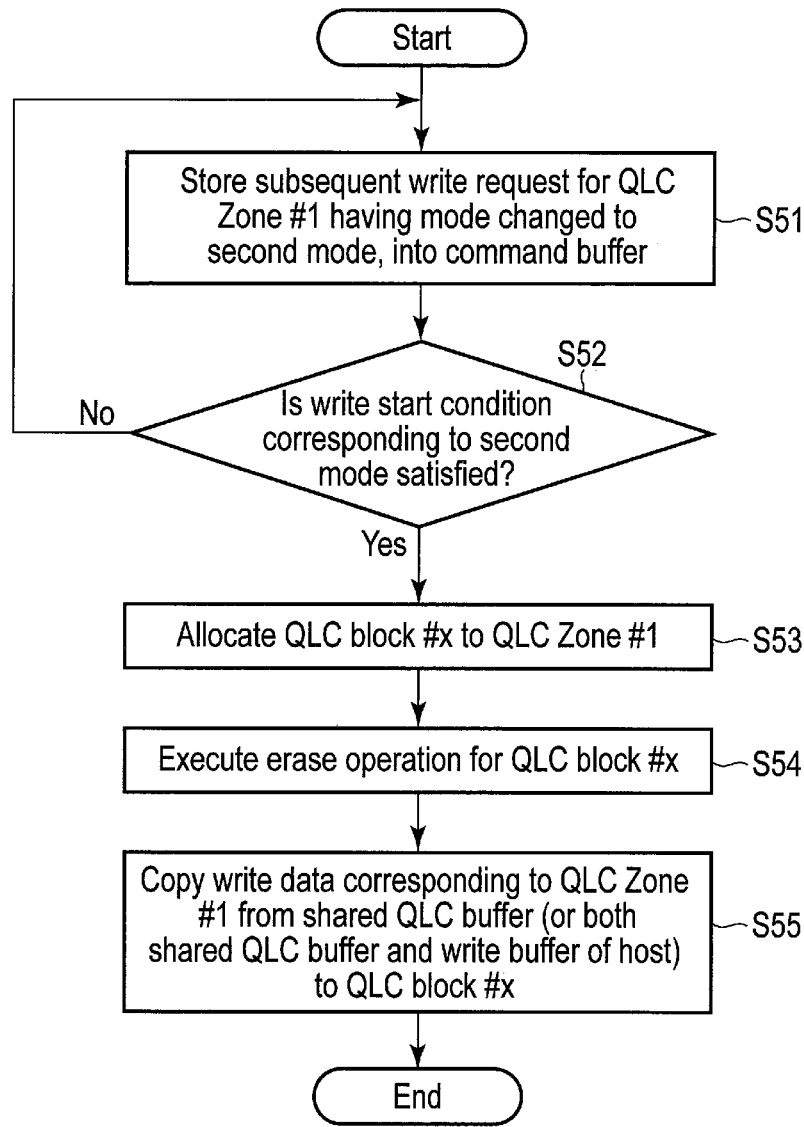 Start
Store subsequent write request for QLC
Zone #1 having mode changed to
second mode, into command buffer
S51
S52
Is write start condition
corresponding to second
mode satisfied?
No
Yes
Allocate QLC block #x to QLC Zone #1
S53
Execute erase operation for QLC block #x
S54
Copy write data corresponding to QLC Zone
#1 from shared QLC buffer (or both
shared QLC buffer and write buffer of host)
to QLC block #x
S55
End